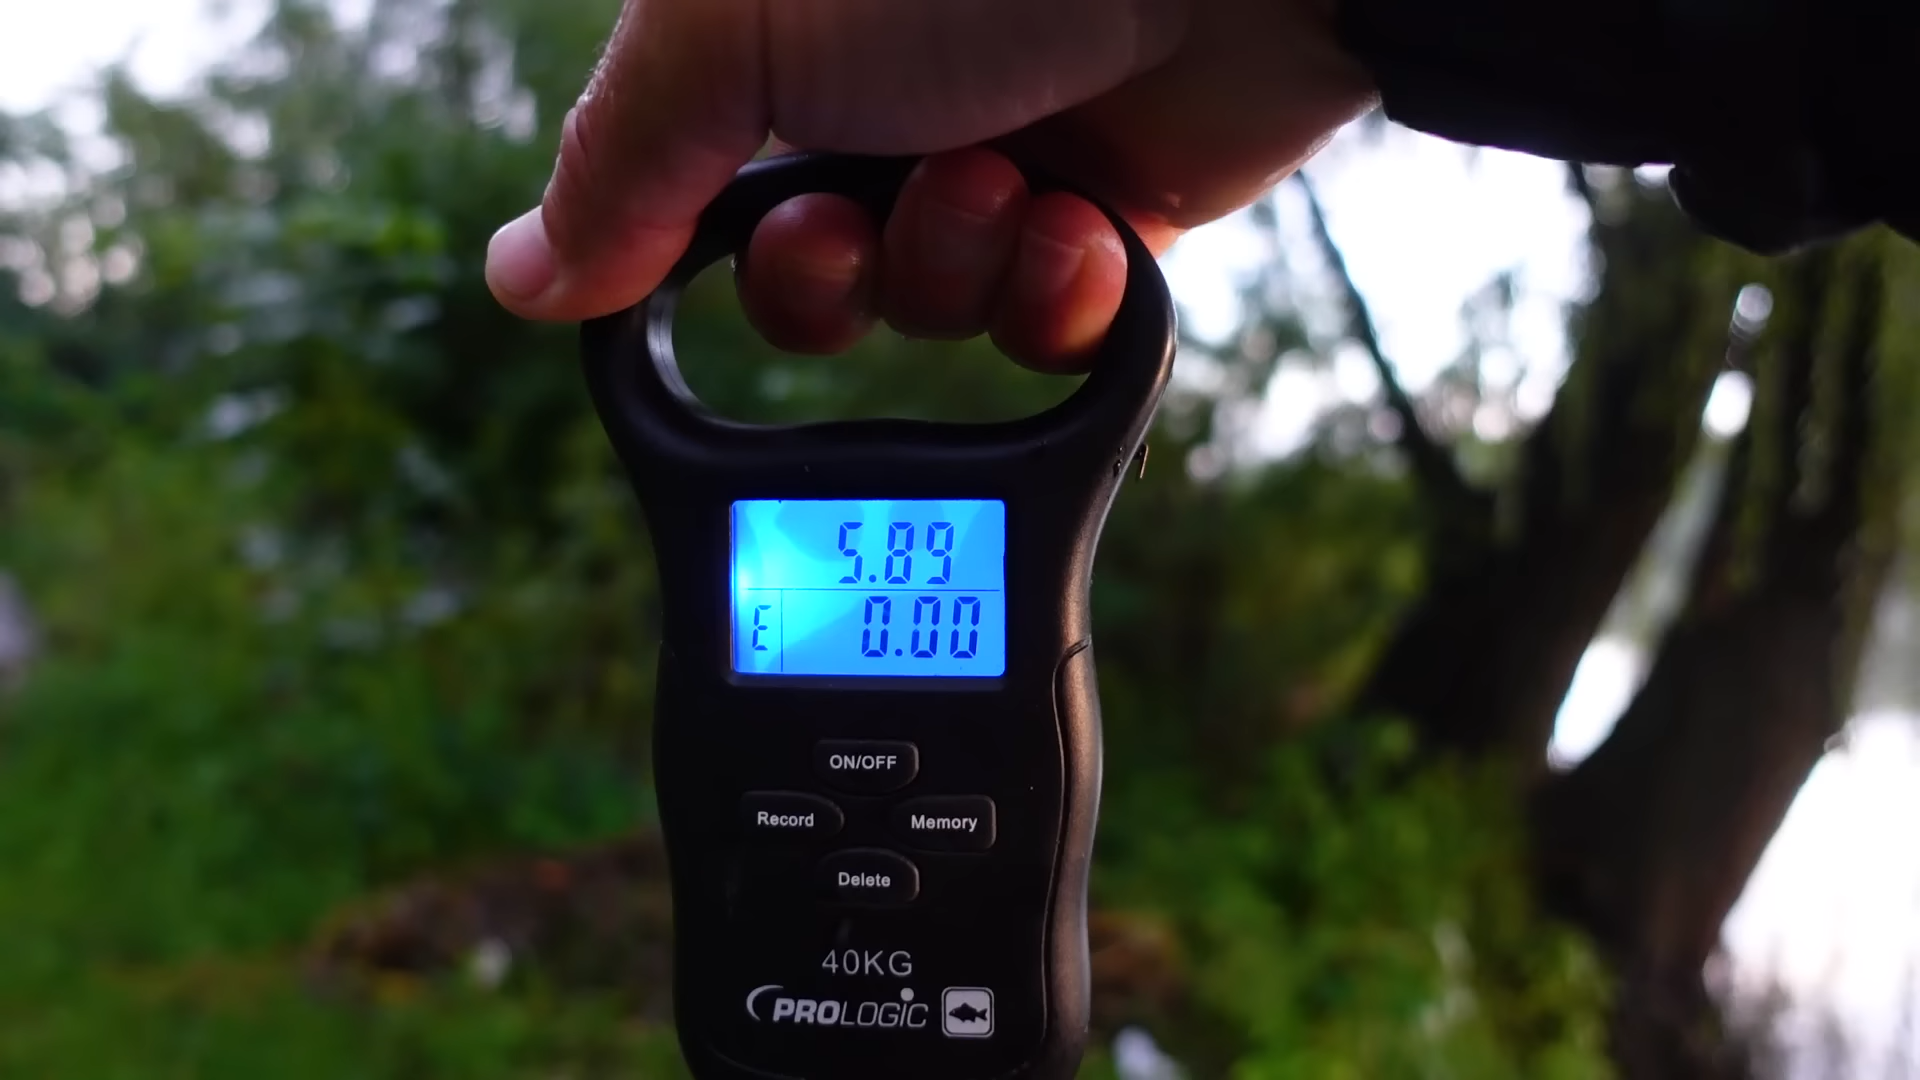 5.89
E 0.00
ON/OFF
Record Memory
Delete
40KG
PROLOGIC